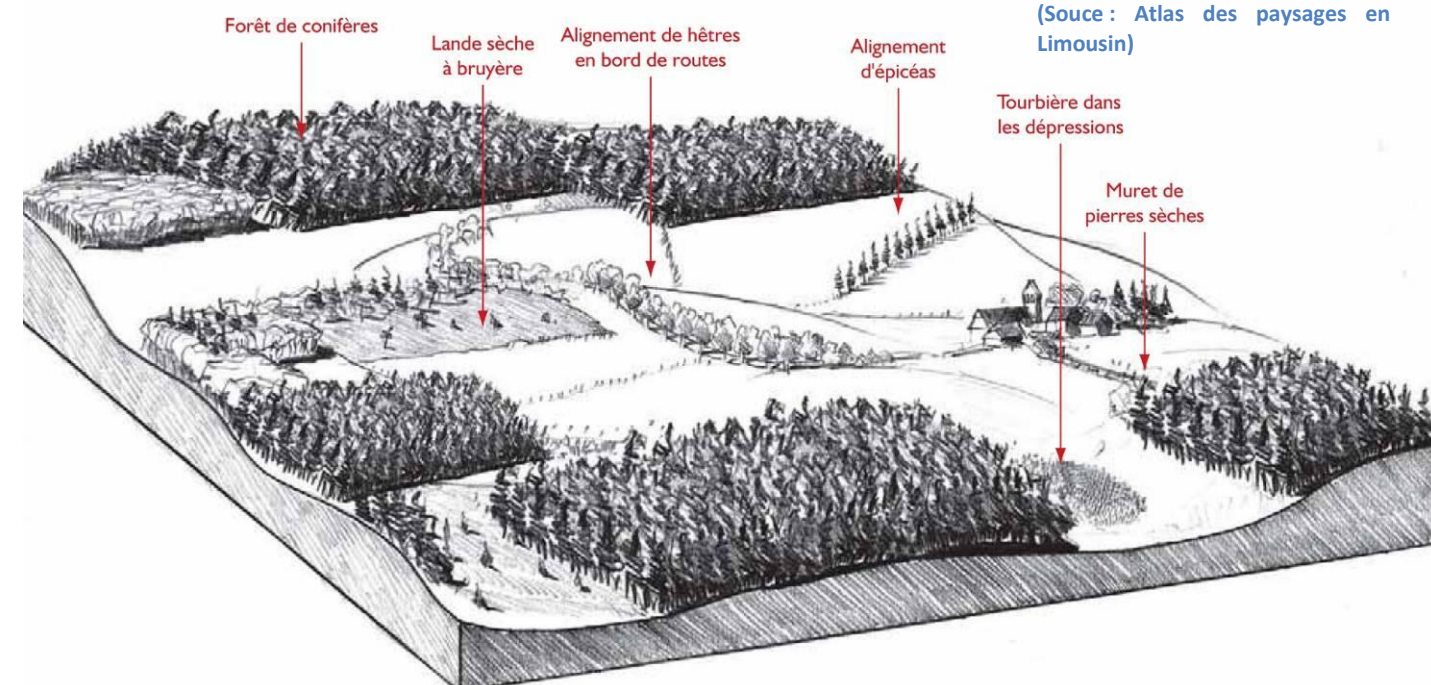 (Souce : Atlas des paysages en
Limousin)
Forêt de conifères
Lande sèche
à bruyère
Alignement de hêtres
en bord de routes
Alignement
d'épicéas
Tourbière dans
les dépressions
Muret de
pierres sèches